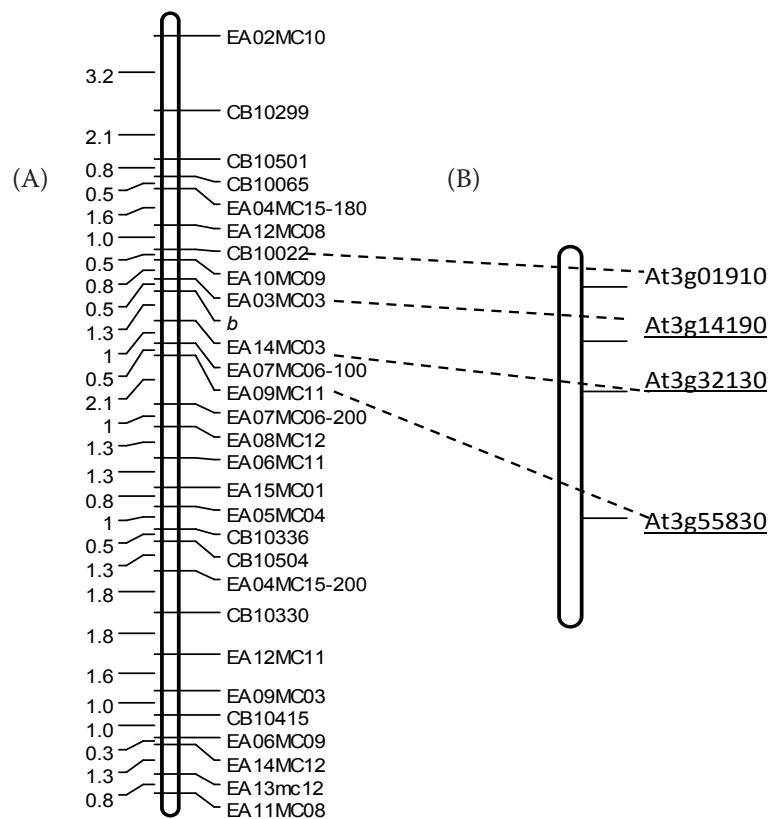 (A)
3.2
2.1
0.8
0.5
1.6
1.0
0.5
0.8
0.5
1.3
1
0.5
2.1
1
1.3
1.3
0.8
1
0.5
1.3
1.8
1.8
1.6
1.0
1.0
0.3
1.3
0.8
EA02MC10
CB10299
CB10501
CB10065
EA04MC15-180
EA12MC08
CB10022
EA10MC09
EA03MC03
b
EA14MC03
EA07MC06-100
EA09MC11
EA07MC06-200
EA08MC12
EA06MC11
EA15MC01
EA05MC04
CB10336
CB10504
EA04MC15-200
CB10330
EA12MC11
EA09MC03
CB10415
EA06MC09
EA14MC12
EA13mc12
EA11MC08
(B)
At3g01910
At3g14190
At3g32130
At3g55830